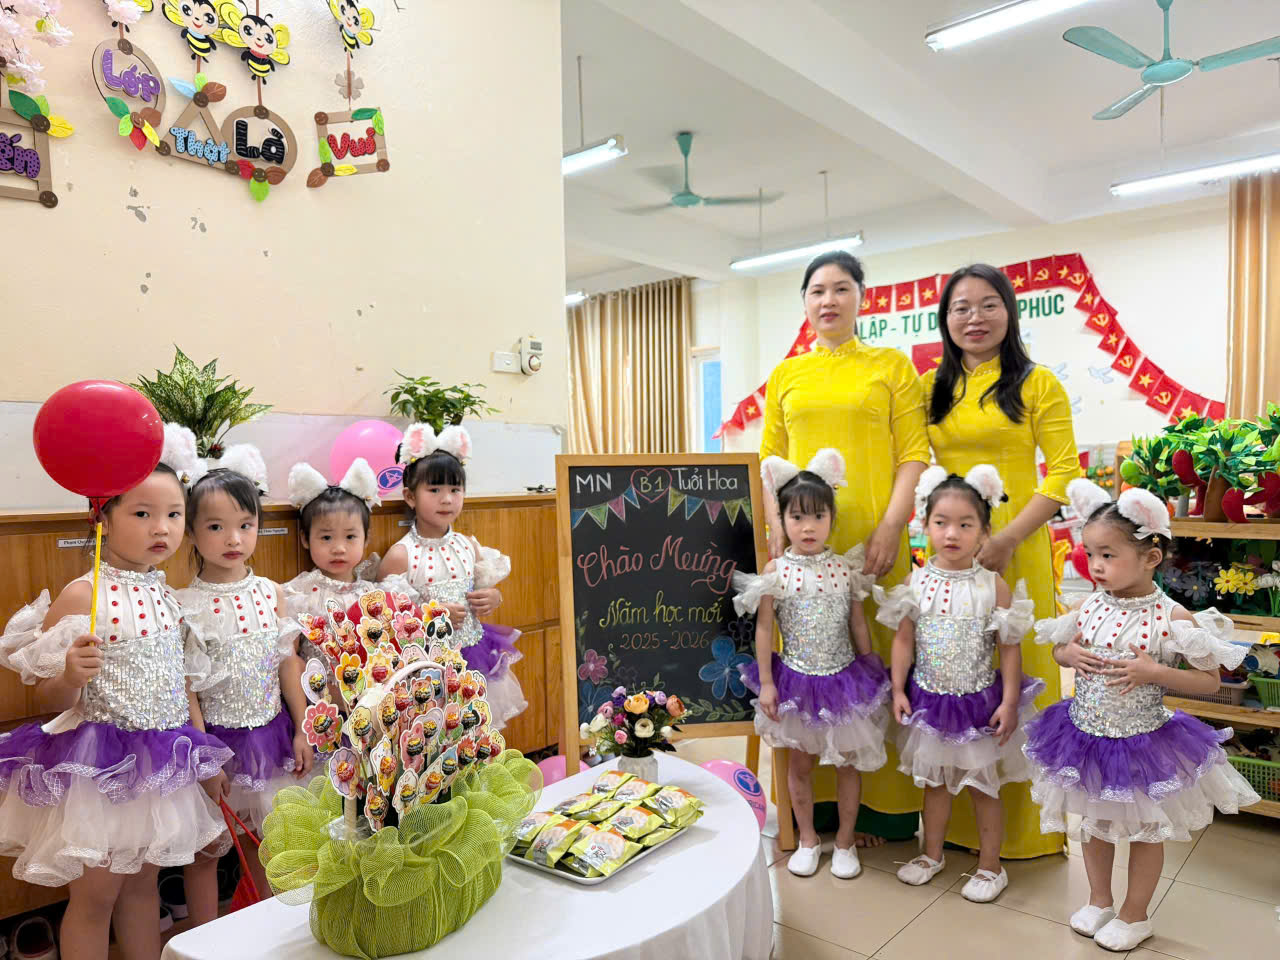 Lớp
Thật Là
Vui
LẬP - TỰ D
PHÚC
MN B1 Tuổi Hoa
Chào Mừng
Năm học mới
2025-2026